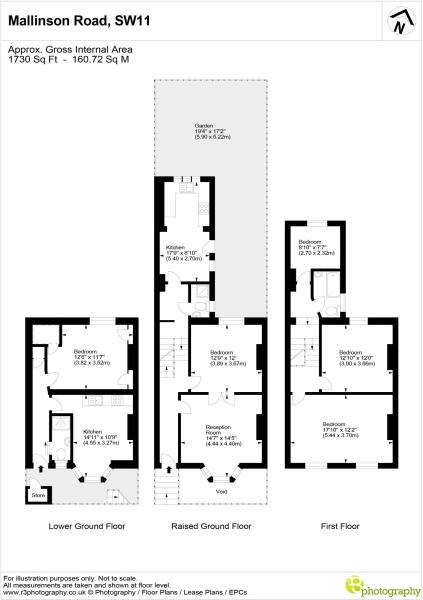 Mallinson Road, SW11
N
Approx. Gross Internal Area
1730 Sq Ft - 160.72 Sq M
Garden
19'4" x 17'2"
(5.90 x 5.22m)
Kitchen
17'9" x 8'10"
(5.40 x 2.70m)
Bedroom
8'10" x 7'7"
(2.70 x 2.32m)
Bedroom
12'6" x 11'7"
(3.82 x 3.52m)
Bedroom
12'9" x 12'
(3.89 x 3.67m)
Bedroom
12'10" x 12'0"
(3.90 x 3.66m)
Kitchen
14'11" x 10'9"
(4.55 x 3.27m)
Reception
Room
14'7" x 14'5"
(4.44 x 4.40m)
Bedroom
17'10" x 12'2"
(5.44 x 3.70m)
Store
Void
Lower Ground Floor
Raised Ground Floor
First Floor
For illustration purposes only. Not to scale.
All measurements are taken and shown at floor level.
www.r3photography.co.uk © Photography / Floor Plans / Lease Plans / EPCs
r3 photography